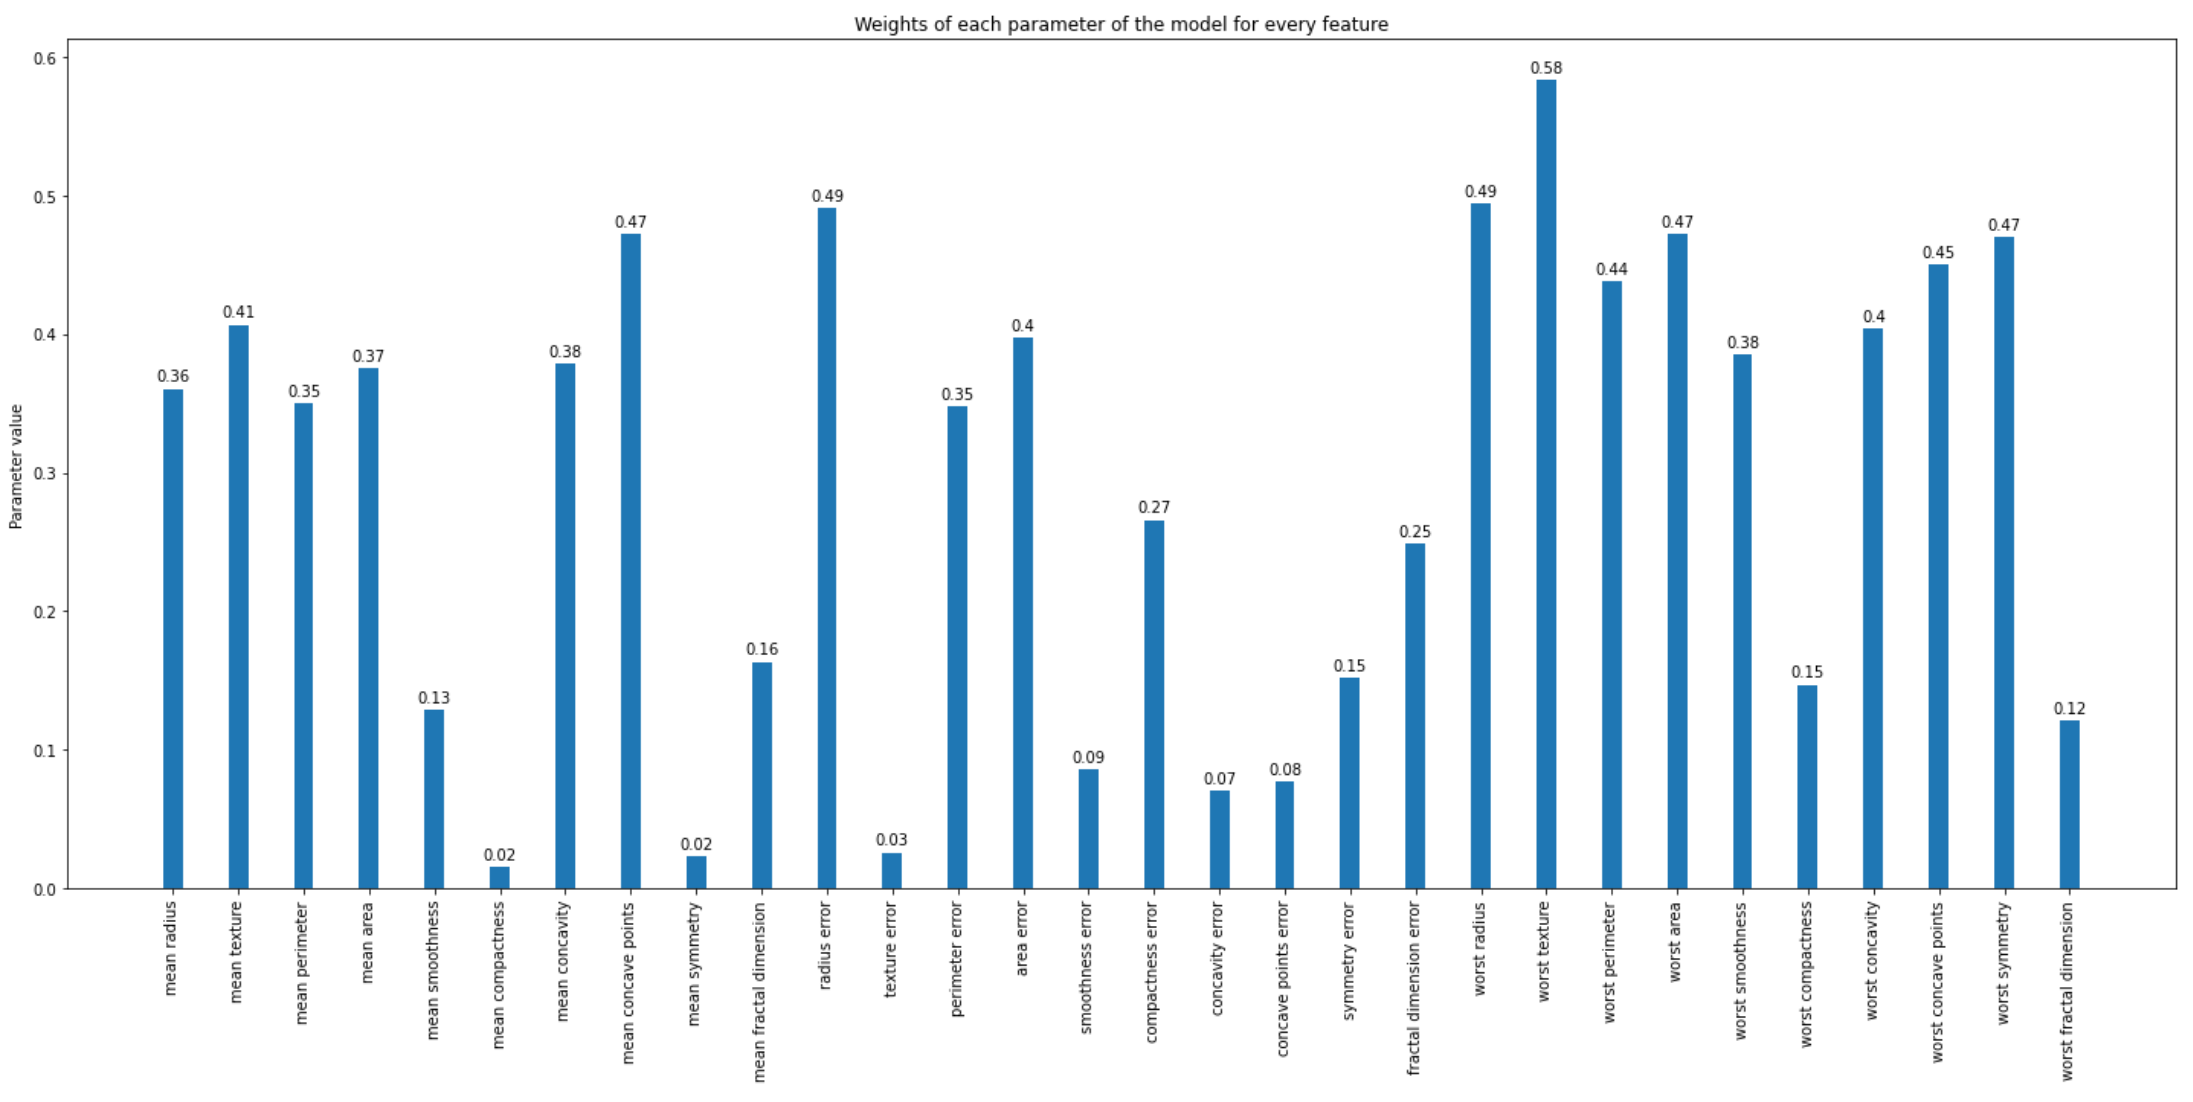 Weights of each parameter of the model for every feature
Parameter value
0.6
0.5
0.4
0.3
0.2
0.1
0.0
0.36
0.41
0.35
0.37
0.13
0.02
0.38
0.47
0.02
0.16
0.49
0.03
0.35
0.4
0.09
0.27
0.07
0.08
0.15
0.25
0.49
0.58
0.44
0.47
0.38
0.15
0.4
0.45
0.47
0.12
mean radius
mean texture
mean perimeter
mean area
mean smoothness
mean compactness
mean concavity
mean concave points
mean symmetry
mean fractal dimension
radius error
texture error
perimeter error
area error
smoothness error
compactness error
concavity error
concave points error
symmetry error
fractal dimension error
worst radius
worst texture
worst perimeter
worst area
worst smoothness
worst compactness
worst concavity
worst concave points
worst symmetry
worst fractal dimension